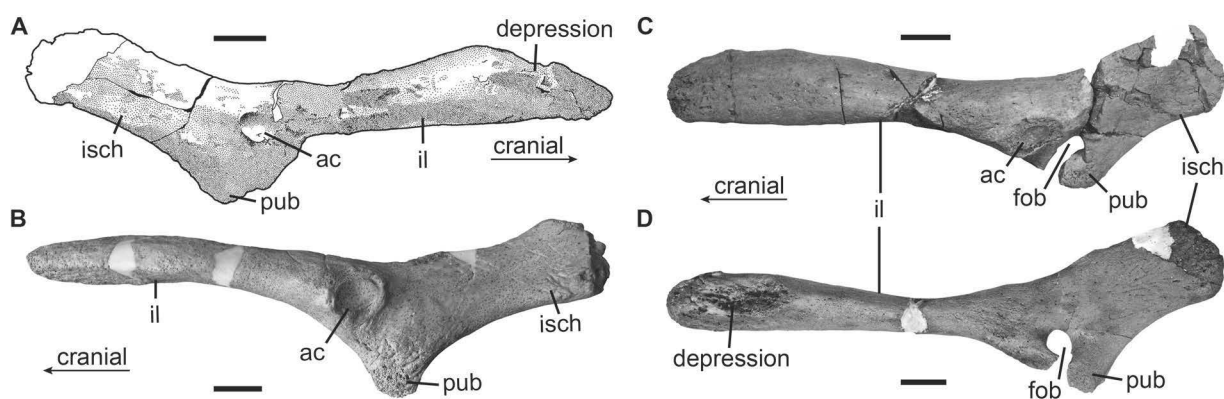 A
depression
isch
ac
il
cranial
pub
B
il
ac
isch
cranial
pub
C
ac
fob
pub
isch
cranial
il
D
depression
fob
pub